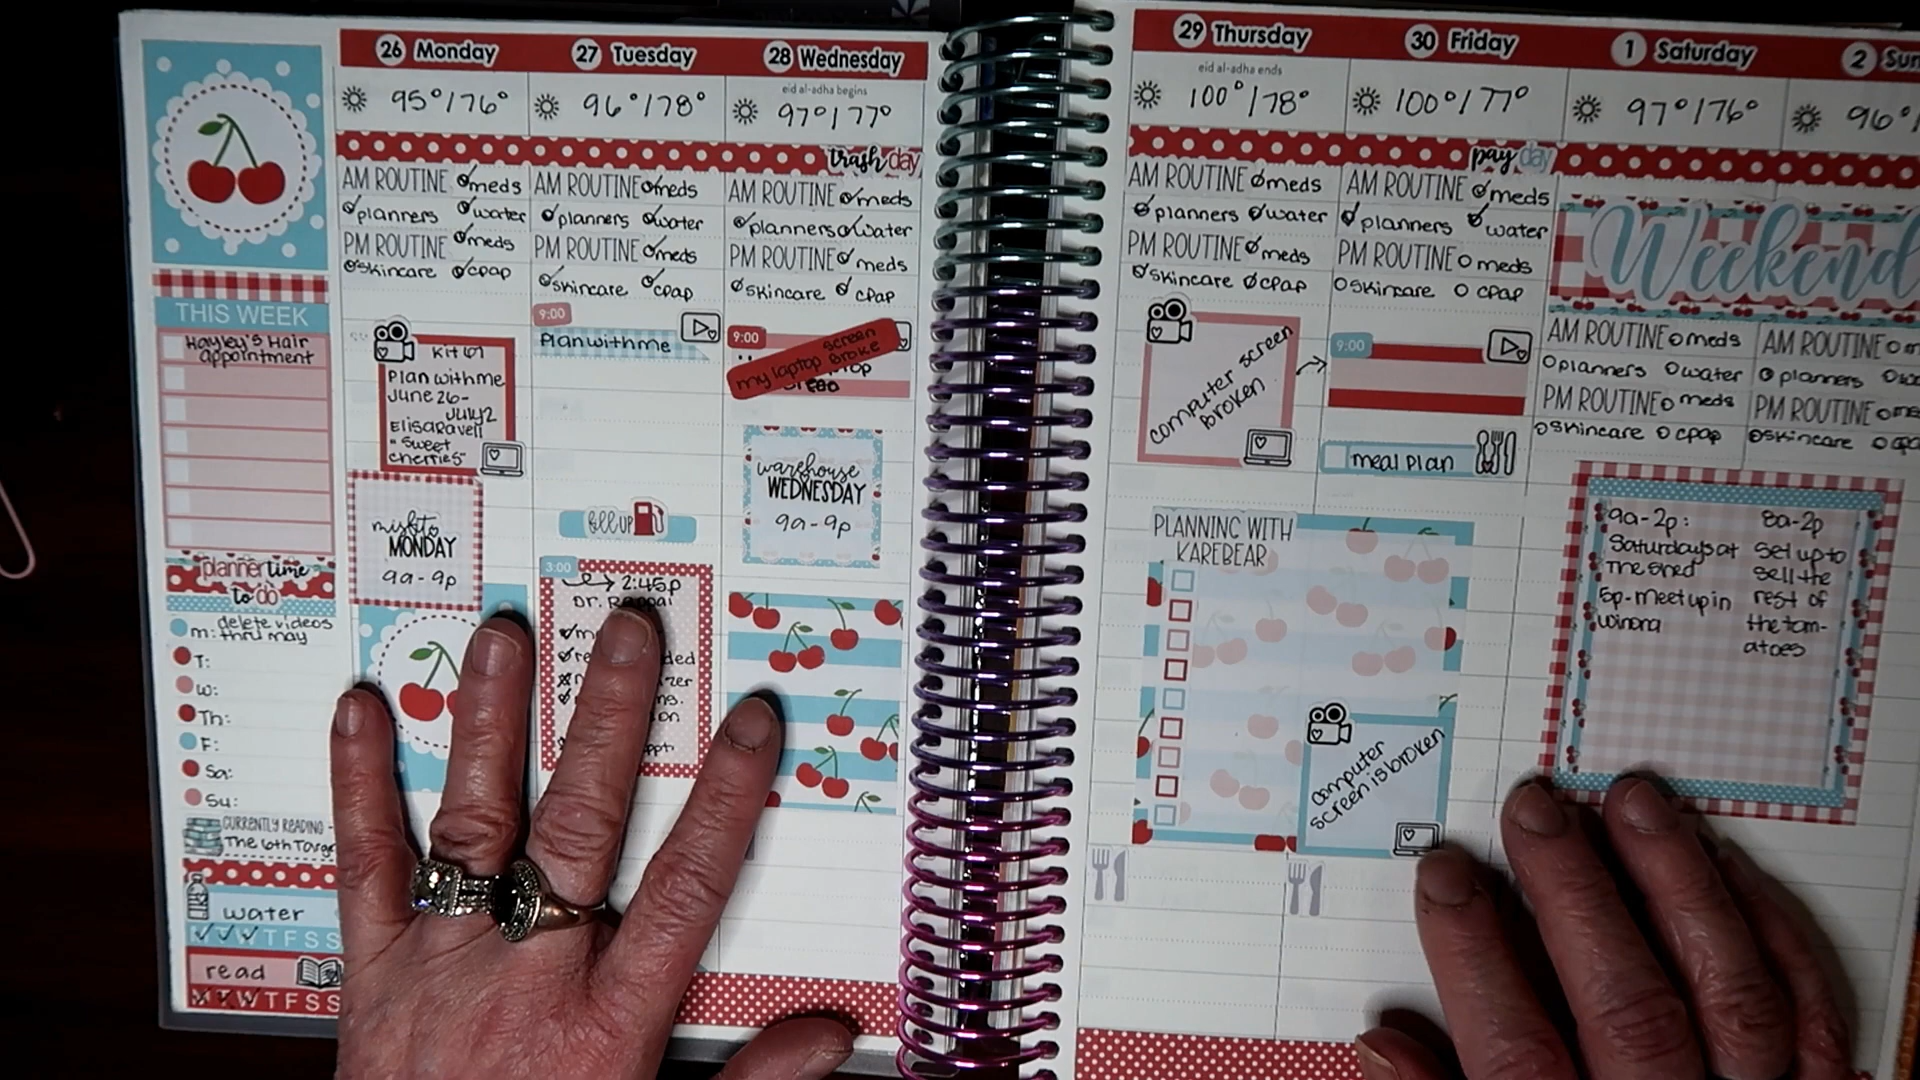 26 Monday
27 Tuesday
28 Wednesday
29 Thursday
30 Friday
1 Saturday
2 Sun
eid al-adha begins
eid al-adha ends
95°/76°
96°/78°
97°/77°
100°/78°
100°/77°
97°/76°
96°/
trash day
pay day
Weekend
AM ROUTINE meds
planners water
PM ROUTINE meds
skincare cpap
AM ROUTINE meds
planners water
PM ROUTINE meds
skincare cpap
AM ROUTINE meds
planners water
PM ROUTINE meds
skincare cpap
AM ROUTINE meds
planners water
PM ROUTINE meds
skincare cpap
AM ROUTINE meds
planners water
PM ROUTINE meds
skincare cpap
AM ROUTINE meds
planners water
PM ROUTINE meds
skincare cpap
AM ROUTINE
planners
PM ROUTINE
skincare
THIS WEEK
Hayley's Hair
appointment
planner time
to do
m: delete videos
thru may
T:
W:
Th:
F:
Sa:
Su:
CURRENTLY READING -
The 6th Targe
water
M T W T F S S
read
M T W T F S S
Kit 101
Plan with me
June 26-
July 2
ElisaRavell
"Sweet
cherries"
misfit
MONDAY
9a - 9p
9:00
Plan with me
fill up
3:00
2:45p
Dr.
9:00
my laptop screen
broke
warehouse
WEDNESDAY
9a - 9p
computer screen
broken
PLANNING WITH
KAREBEAR
9:00
meal plan
computer
screen is broken
9a-2p:
Saturdays at
The Shed
5p-meet up in
winona
8a-2p
set up to
sell the
rest of
the tom-
atoes